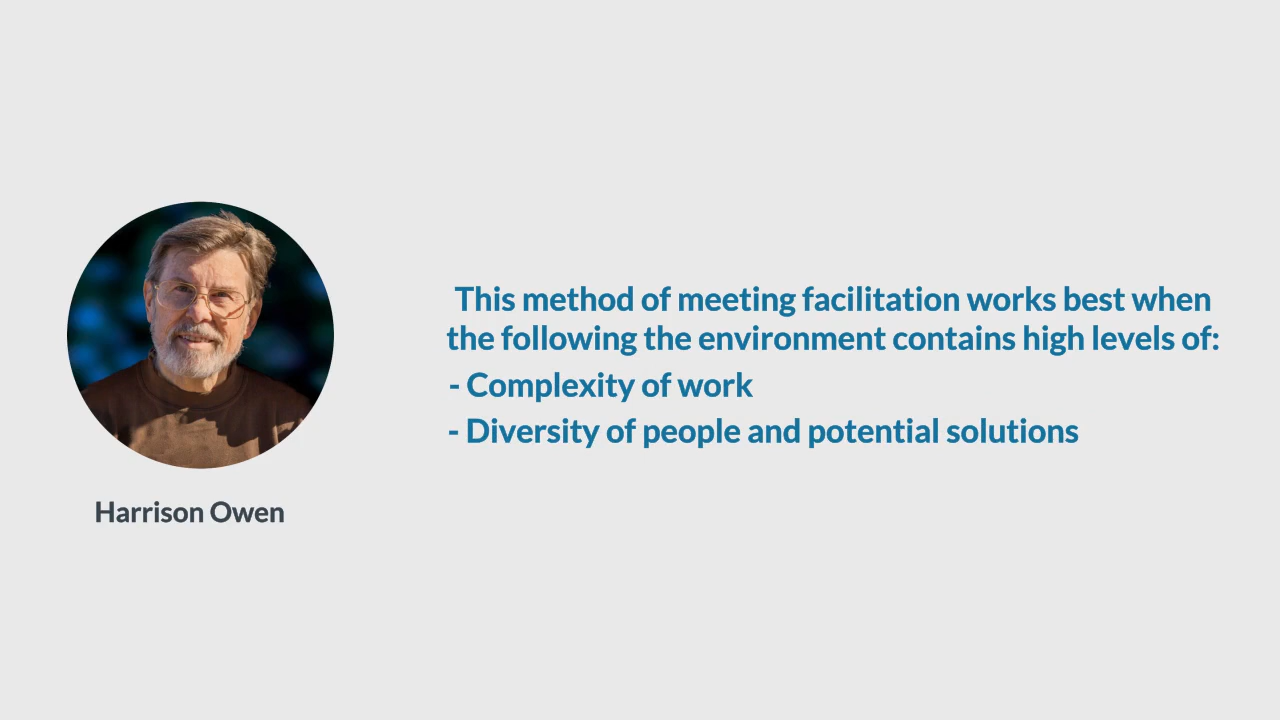 This method of meeting facilitation works best when
the following the environment contains high levels of:
- Complexity of work
- Diversity of people and potential solutions
Harrison Owen